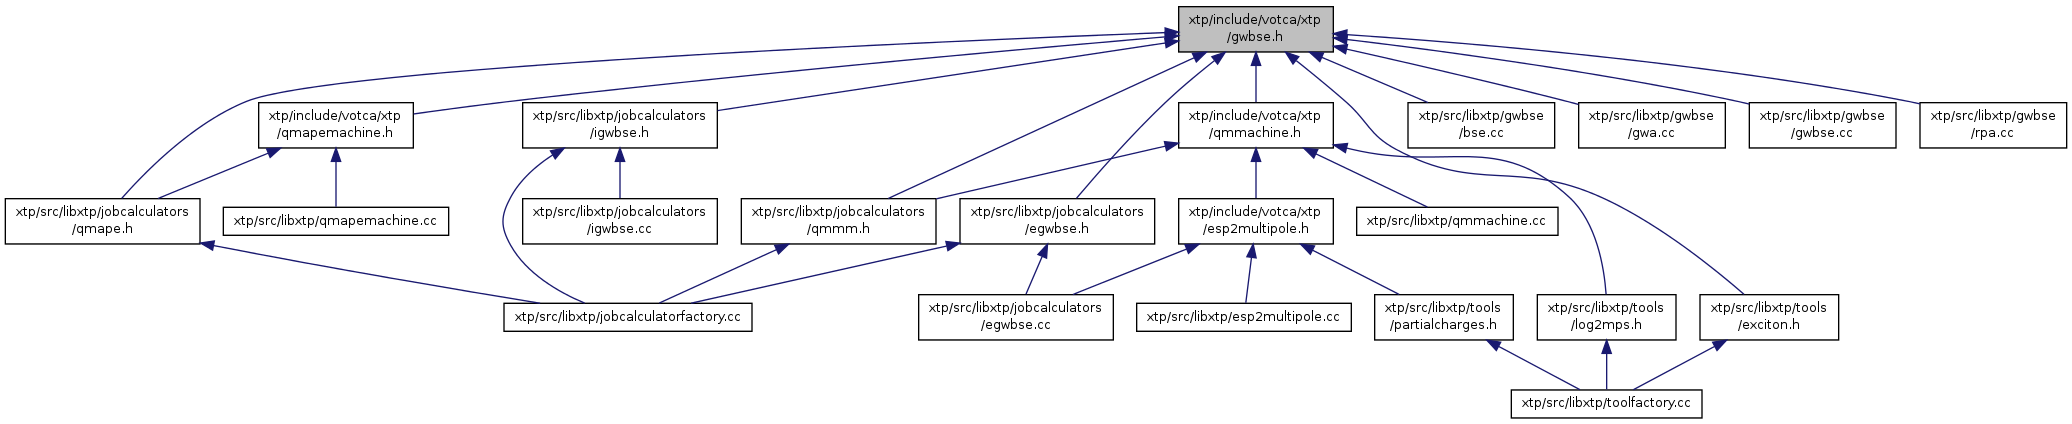 xtp/include/votca/xtp
/gwbse.h
xtp/include/votca/xtp
/qmapemachine.h
xtp/src/libxtp/jobcalculators
/igwbse.h
xtp/include/votca/xtp
/qmmachine.h
xtp/src/libxtp/gwbse
/bse.cc
xtp/src/libxtp/gwbse
/gwa.cc
xtp/src/libxtp/gwbse
/gwbse.cc
xtp/src/libxtp/gwbse
/rpa.cc
xtp/src/libxtp/jobcalculators
/qmape.h
xtp/src/libxtp/qmapemachine.cc
xtp/src/libxtp/jobcalculators
/igwbse.cc
xtp/src/libxtp/jobcalculators
/qmmm.h
xtp/src/libxtp/jobcalculators
/egwbse.h
xtp/include/votca/xtp
/esp2multipole.h
xtp/src/libxtp/qmmachine.cc
xtp/src/libxtp/jobcalculatorfactory.cc
xtp/src/libxtp/jobcalculators
/egwbse.cc
xtp/src/libxtp/esp2multipole.cc
xtp/src/libxtp/tools
/partialcharges.h
xtp/src/libxtp/tools
/log2mps.h
xtp/src/libxtp/tools
/exciton.h
xtp/src/libxtp/toolfactory.cc